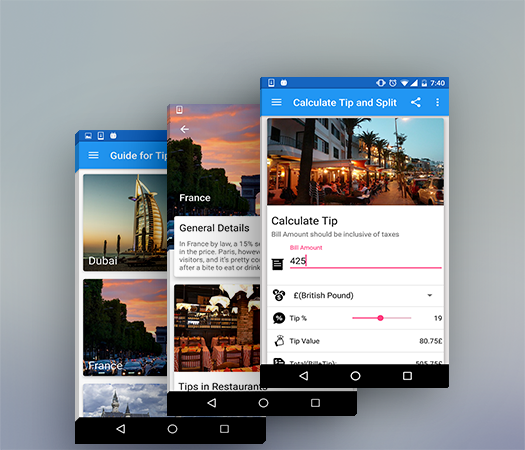 Guide for Tip
Dubai
France
France
General Details
In France by law, a 15% s
in the price. Paris, howev
visitors, and it's pretty co
after a bite to eat or drink
Tips in Restaurants
7:40
Calculate Tip and Split
Calculate Tip
Bill Amount should be inclusive of taxes
Bill Amount
425
£(British Pound)
Tip %
19
Tip Value
80.75£
Total(Bill+Tip):
505.75£